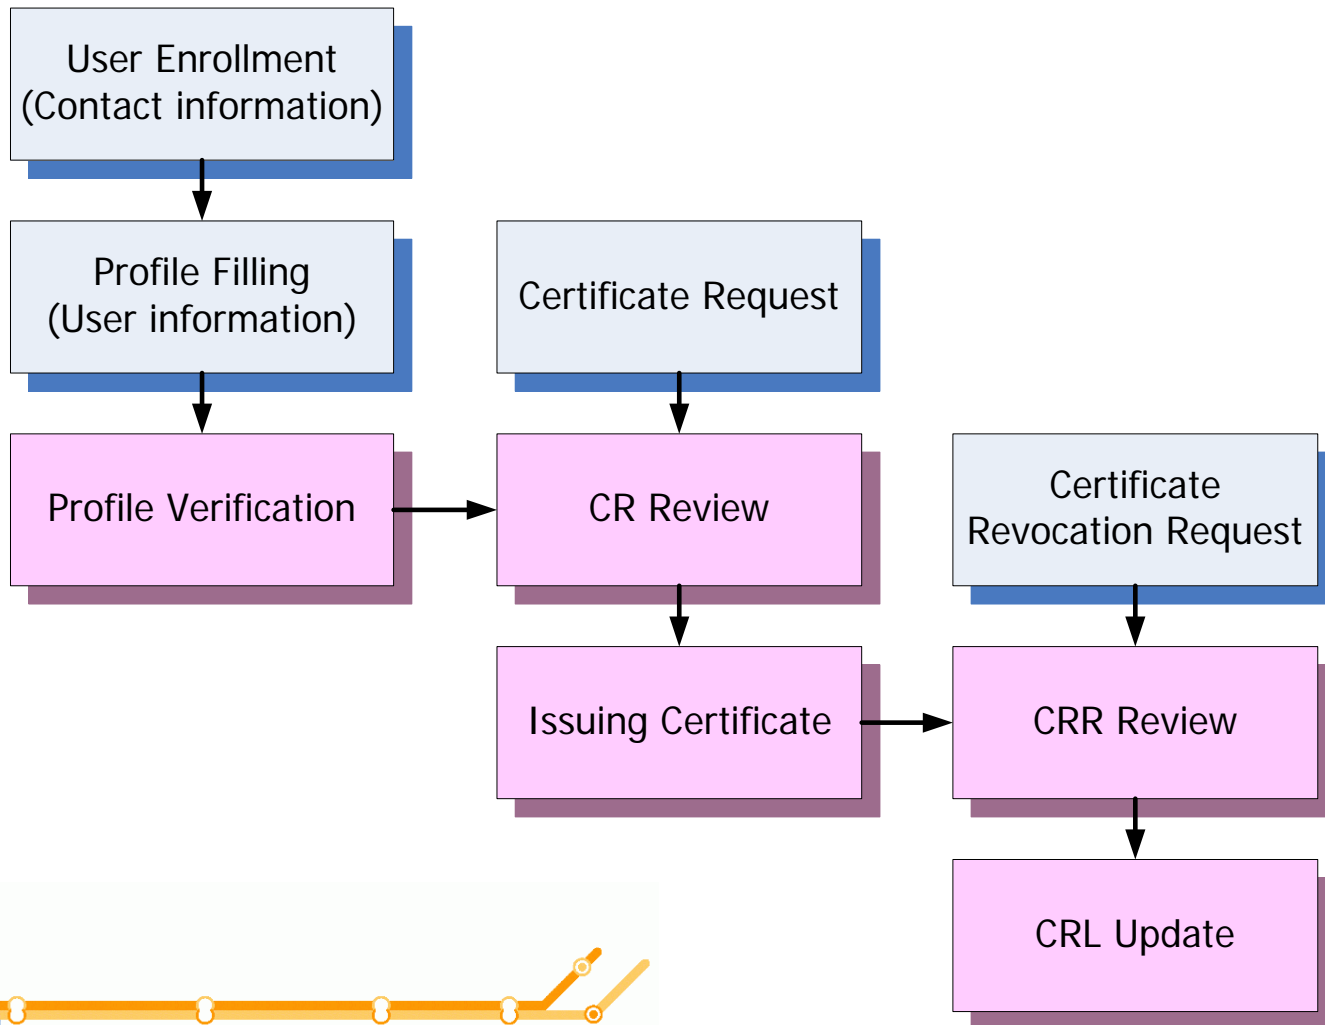 User Enrollment
(Contact information)
Profile Filling
(User information)
Certificate Request
Profile Verification
CR Review
Certificate
Revocation Request
Issuing Certificate
CRR Review
CRL Update